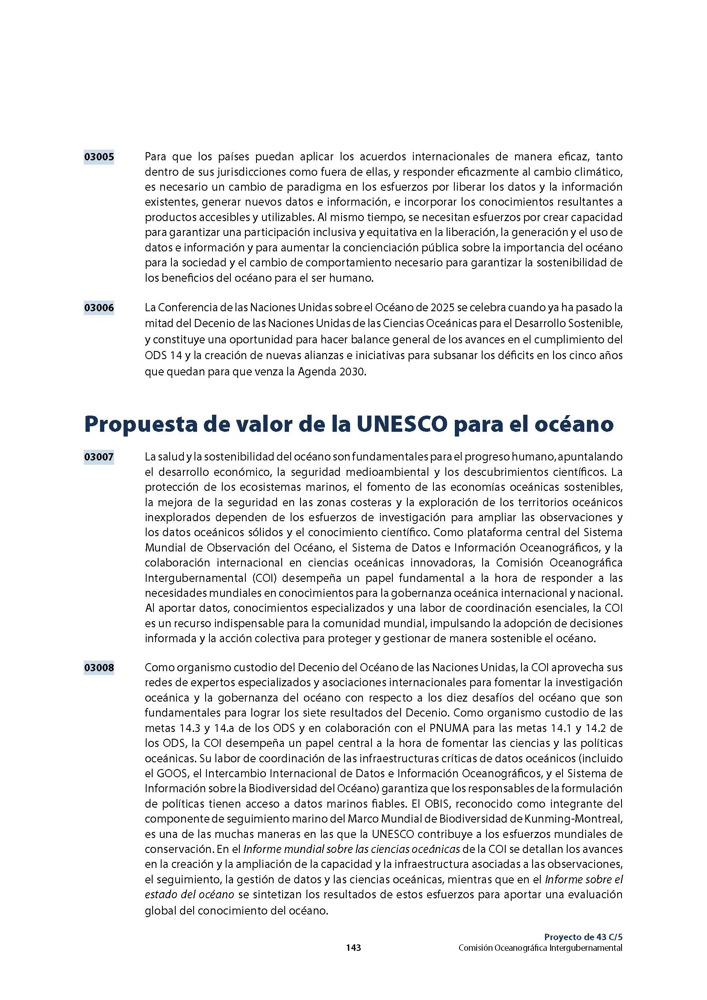 03005 Para que los países puedan aplicar los acuerdos internacionales de manera eficaz, tanto
dentro de sus jurisdicciones como fuera de ellas, y responder eficazmente al cambio climático,
es necesario un cambio de paradigma en los esfuerzos por liberar los datos y la información
existentes, generar nuevos datos e información, e incorporar los conocimientos resultantes a
productos accesibles y utilizables. Al mismo tiempo, se necesitan esfuerzos por crear capacidad
para garantizar una participación inclusiva y equitativa en la liberación, la generación y el uso de
datos e información y para aumentar la concienciación pública sobre la importancia del océano
para la sociedad y el cambio de comportamiento necesario para garantizar la sostenibilidad de
los beneficios del océano para el ser humano.
03006 La Conferencia de las Naciones Unidas sobre el Océano de 2025 se celebra cuando ya ha pasado la
mitad del Decenio de las Naciones Unidas de las Ciencias Oceánicas para el Desarrollo Sostenible,
y constituye una oportunidad para hacer balance general de los avances en el cumplimiento del
ODS 14 y la creación de nuevas alianzas e iniciativas para subsanar los déficits en los cinco años
que quedan para que venza la Agenda 2030.
Propuesta de valor de la UNESCO para el océano
03007 La salud y la sostenibilidad del océano son fundamentales para el progreso humano, apuntalando
el desarrollo económico, la seguridad medioambiental y los descubrimientos científicos. La
protección de los ecosistemas marinos, el fomento de las economías oceánicas sostenibles,
la mejora de la seguridad en las zonas costeras y la exploración de los territorios oceánicos
inexplorados dependen de los esfuerzos de investigación para ampliar las observaciones y
los datos oceánicos sólidos y el conocimiento científico. Como plataforma central del Sistema
Mundial de Observación del Océano, el Sistema de Datos e Información Oceanográficos, y la
colaboración internacional en ciencias oceánicas innovadoras, la Comisión Oceanográfica
Intergubernamental (COI) desempeña un papel fundamental a la hora de responder a las
necesidades mundiales en conocimientos para la gobernanza oceánica internacional y nacional.
Al aportar datos, conocimientos especializados y una labor de coordinación esenciales, la COI
es un recurso indispensable para la comunidad mundial, impulsando la adopción de decisiones
informada y la acción colectiva para proteger y gestionar de manera sostenible el océano.
03008 Como organismo custodio del Decenio del Océano de las Naciones Unidas, la COI aprovecha sus
redes de expertos especializados y asociaciones internacionales para fomentar la investigación
oceánica y la gobernanza del océano con respecto a los diez desafíos del océano que son
fundamentales para lograr los siete resultados del Decenio. Como organismo custodio de las
metas 14.3 y 14.a de los ODS y en colaboración con el PNUMA para las metas 14.1 y 14.2 de
los ODS, la COI desempeña un papel central a la hora de fomentar las ciencias y las políticas
oceánicas. Su labor de coordinación de las infraestructuras críticas de datos oceánicos (incluido
el GOOS, el Intercambio Internacional de Datos e Información Oceanográficos, y el Sistema de
Información sobre la Biodiversidad del Océano) garantiza que los responsables de la formulación
de políticas tienen acceso a datos marinos fiables. El OBIS, reconocido como integrante del
componente de seguimiento marino del Marco Mundial de Biodiversidad de Kunming-Montreal,
es una de las muchas maneras en las que la UNESCO contribuye a los esfuerzos mundiales de
conservación. En el Informe mundial sobre las ciencias oceánicas de la COI se detallan los avances
en la creación y la ampliación de la capacidad y la infraestructura asociadas a las observaciones,
el seguimiento, la gestión de datos y las ciencias oceánicas, mientras que en el Informe sobre el
estado del océano se sintetizan los resultados de estos esfuerzos para aportar una evaluación
global del conocimiento del océano.
Proyecto de 43 C/5
143 Comisión Oceanográfica Intergubernamental